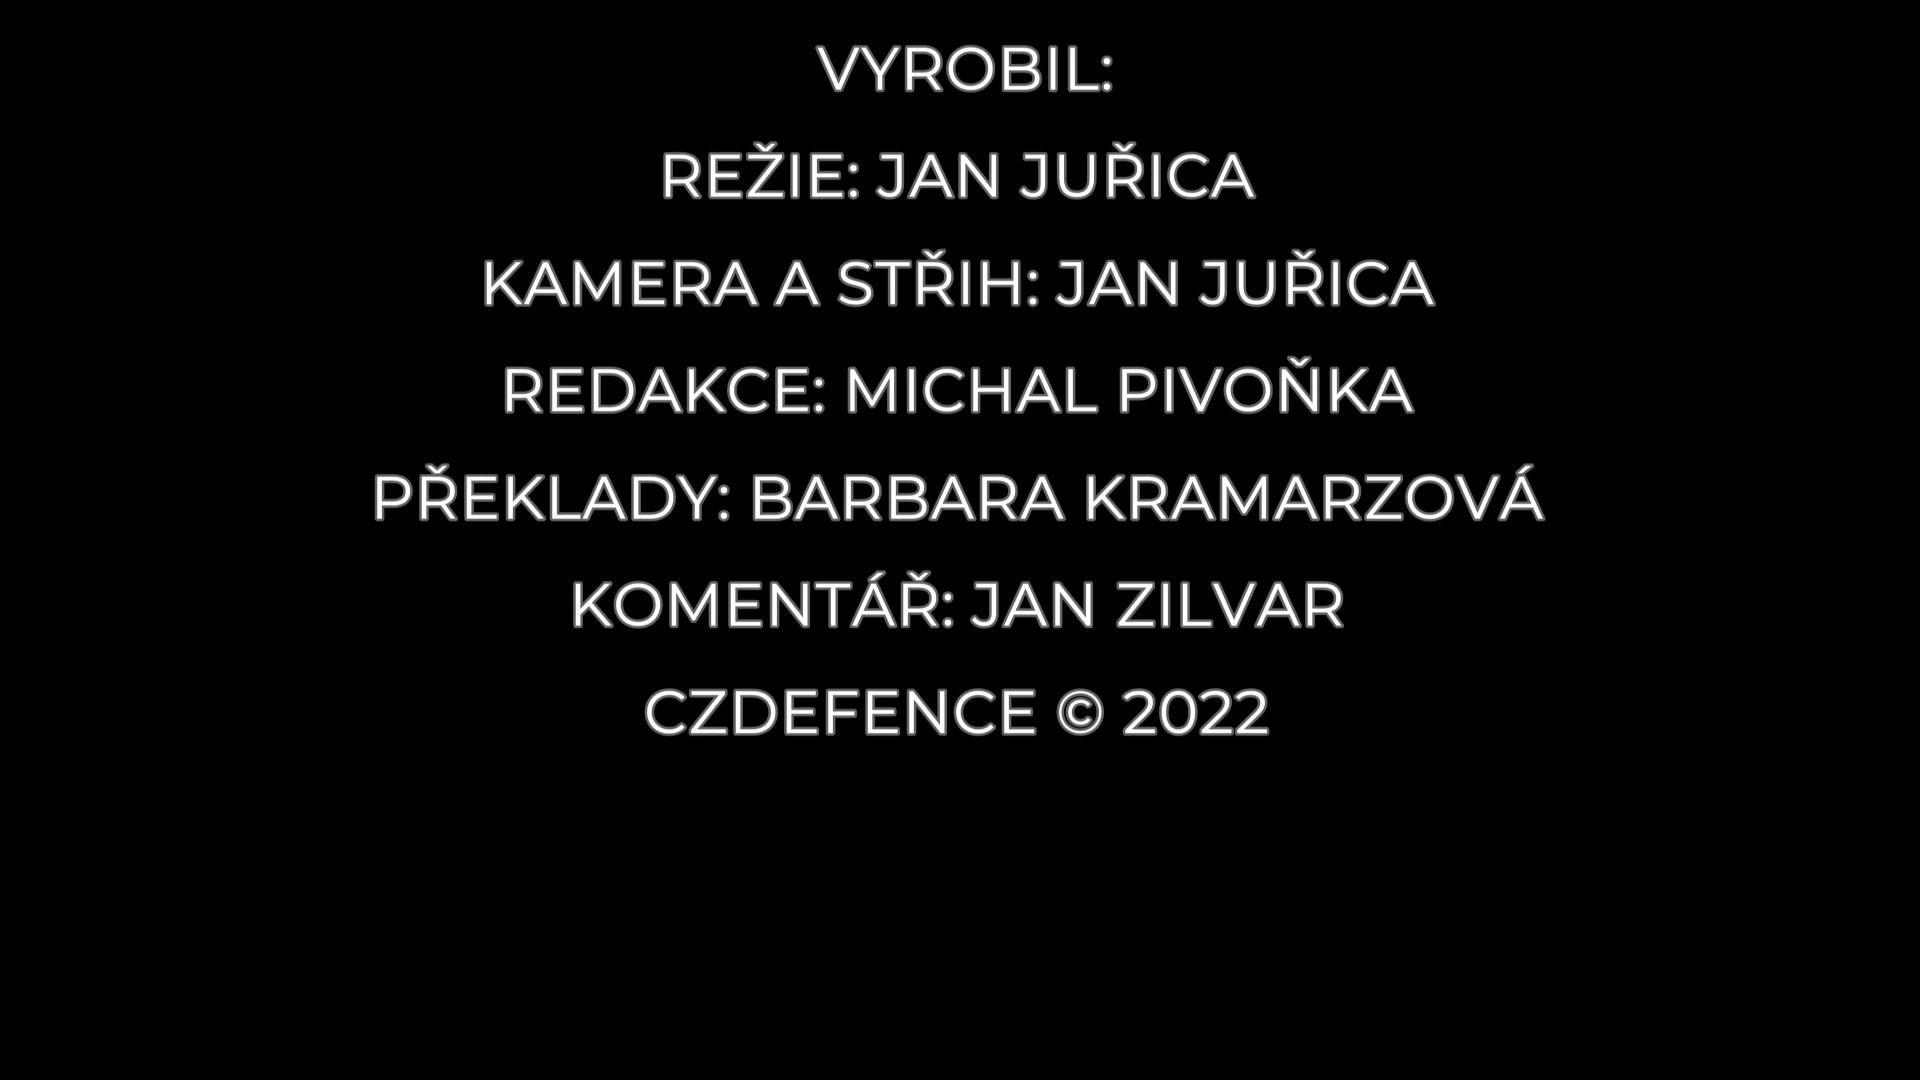 VYROBIL:
REŽIE: JAN JUŘICA
KAMERA A STŘIH: JAN JUŘICA
REDAKCE: MICHAL PIVOŇKA
PŘEKLADY: BARBARA KRAMARZOVÁ
KOMENTÁŘ: JAN ZILVAR
CZDEFENCE © 2022